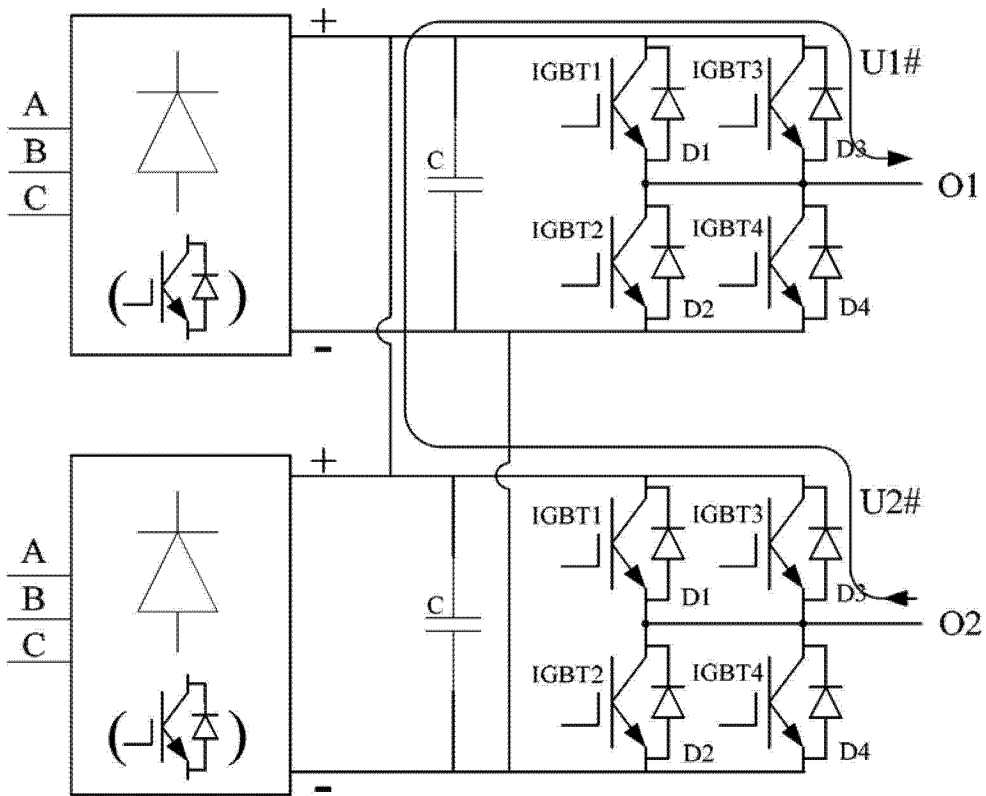 +
IGBT1 IGBT3 U1#
A
B
C
C
D1 D3
O1
IGBT2 IGBT4
( )
D2 D4
-
+
IGBT1 IGBT3 U2#
A
B
C
C
D1 D3
O2
IGBT2 IGBT4
( )
D2 D4
-